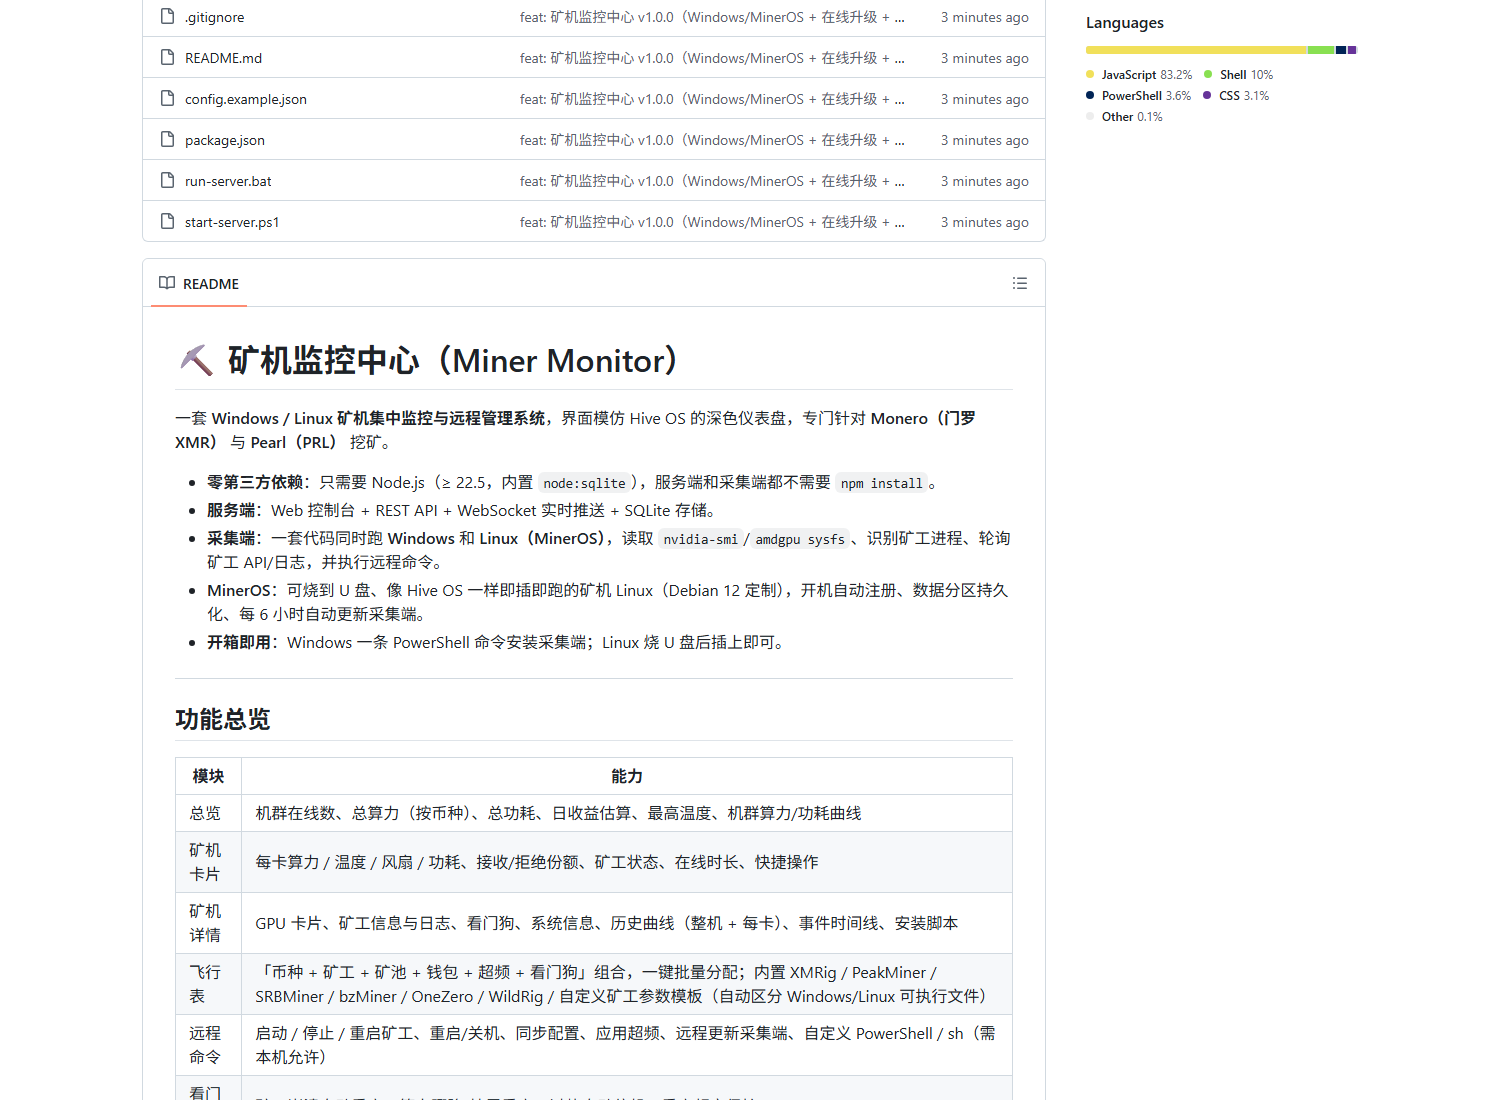 .gitignore feat: 矿机监控中心 v1.0.0（Windows/MinerOS + 在线升级 + ... 3 minutes ago
README.md feat: 矿机监控中心 v1.0.0（Windows/MinerOS + 在线升级 + ... 3 minutes ago
config.example.json feat: 矿机监控中心 v1.0.0（Windows/MinerOS + 在线升级 + ... 3 minutes ago
package.json feat: 矿机监控中心 v1.0.0（Windows/MinerOS + 在线升级 + ... 3 minutes ago
run-server.bat feat: 矿机监控中心 v1.0.0（Windows/MinerOS + 在线升级 + ... 3 minutes ago
start-server.ps1 feat: 矿机监控中心 v1.0.0（Windows/MinerOS + 在线升级 + ... 3 minutes ago
Languages
JavaScript 83.2% Shell 10%
PowerShell 3.6% CSS 3.1%
Other 0.1%
README
矿机监控中心（Miner Monitor）
一套 Windows / Linux 矿机集中监控与远程管理系统，界面模仿 Hive OS 的深色仪表盘，专门针对 Monero（门罗
XMR） 与 Pearl（PRL） 挖矿。
零第三方依赖：只需要 Node.js（≥ 22.5，内置 node:sqlite），服务端和采集端都不需要 npm install。
服务端：Web 控制台 + REST API + WebSocket 实时推送 + SQLite 存储。
采集端：一套代码同时跑 Windows 和 Linux（MinerOS），读取 nvidia-smi/amdgpu sysfs、识别矿工进程、轮询
矿工 API/日志，并执行远程命令。
MinerOS：可烧到 U 盘、像 Hive OS 一样即插即跑的矿机 Linux（Debian 12 定制），开机自动注册、数据分区持久
化、每 6 小时自动更新采集端。
开箱即用：Windows 一条 PowerShell 命令安装采集端；Linux 烧 U 盘后插上即可。
功能总览
模块 能力
总览 机群在线数、总算力（按币种）、总功耗、日收益估算、最高温度、机群算力/功耗曲线
矿机
卡片 每卡算力 / 温度 / 风扇 / 功耗、接收/拒绝份额、矿工状态、在线时长、快捷操作
矿机
详情 GPU 卡片、矿工信息与日志、看门狗、系统信息、历史曲线（整机 + 每卡）、事件时间线、安装脚本
飞行
表 「币种 + 矿工 + 矿池 + 钱包 + 超频 + 看门狗」组合，一键批量分配；内置 XMRig / PeakMiner /
SRBMiner / bzMiner / OneZero / WildRig / 自定义矿工参数模板（自动区分 Windows/Linux 可执行文件）
远程
命令 启动 / 停止 / 重启矿工、重启/关机、同步配置、应用超频、远程更新采集端、自定义 PowerShell / sh（需
本机允许）
看门